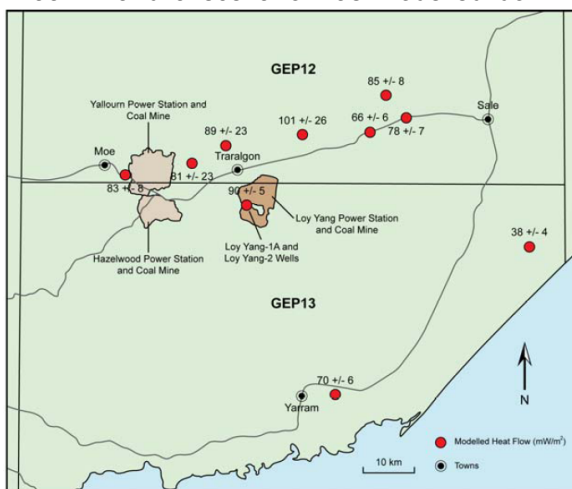 GEP12
85 +/- 8
Yallourn Power Station and
Coal Mine
89 +/- 23
101 +/- 26
66 +/- 6
Sale
78 +/- 7
Moe
Traralgon
81 +/- 23
83 +/- 8
90 +/- 5
Loy Yang Power Station
and Coal Mine
38 +/- 4
Hazelwood Power Station
and Coal Mine
Loy Yang-1A and
Loy Yang-2 Wells
GEP13
70 +/- 6
Yarram
N
Modelled Heat Flow (mW/m²)
Towns
10 km